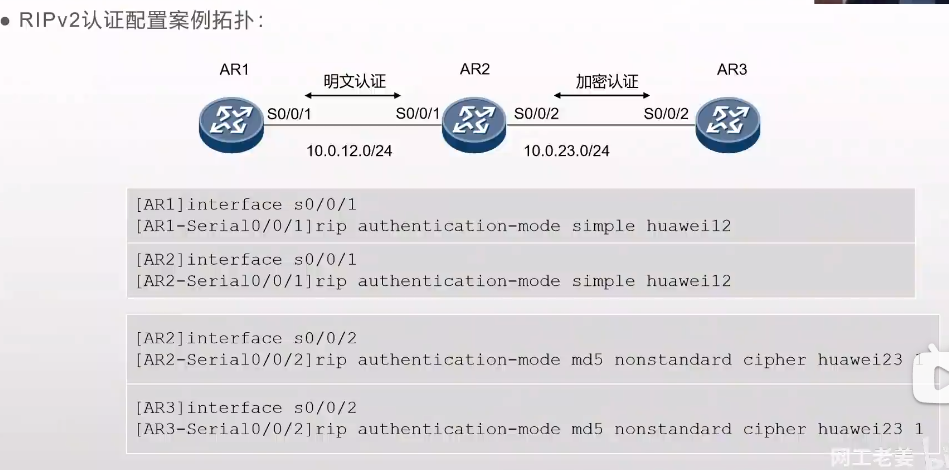 ● RIPv2认证配置案例拓扑：
AR1
AR2
AR3
明文认证
加密认证
S0/0/1
S0/0/1
S0/0/2
S0/0/2
10.0.12.0/24
10.0.23.0/24
[AR1]interface s0/0/1
[AR1-Serial0/0/1]rip authentication-mode simple huawei12
[AR2]interface s0/0/1
[AR2-Serial0/0/1]rip authentication-mode simple huawei12
[AR2]interface s0/0/2
[AR2-Serial0/0/2]rip authentication-mode md5 nonstandard cipher huawei23 1
[AR3]interface s0/0/2
[AR3-Serial0/0/2]rip authentication-mode md5 nonstandard cipher huawei23 1
网工老姜